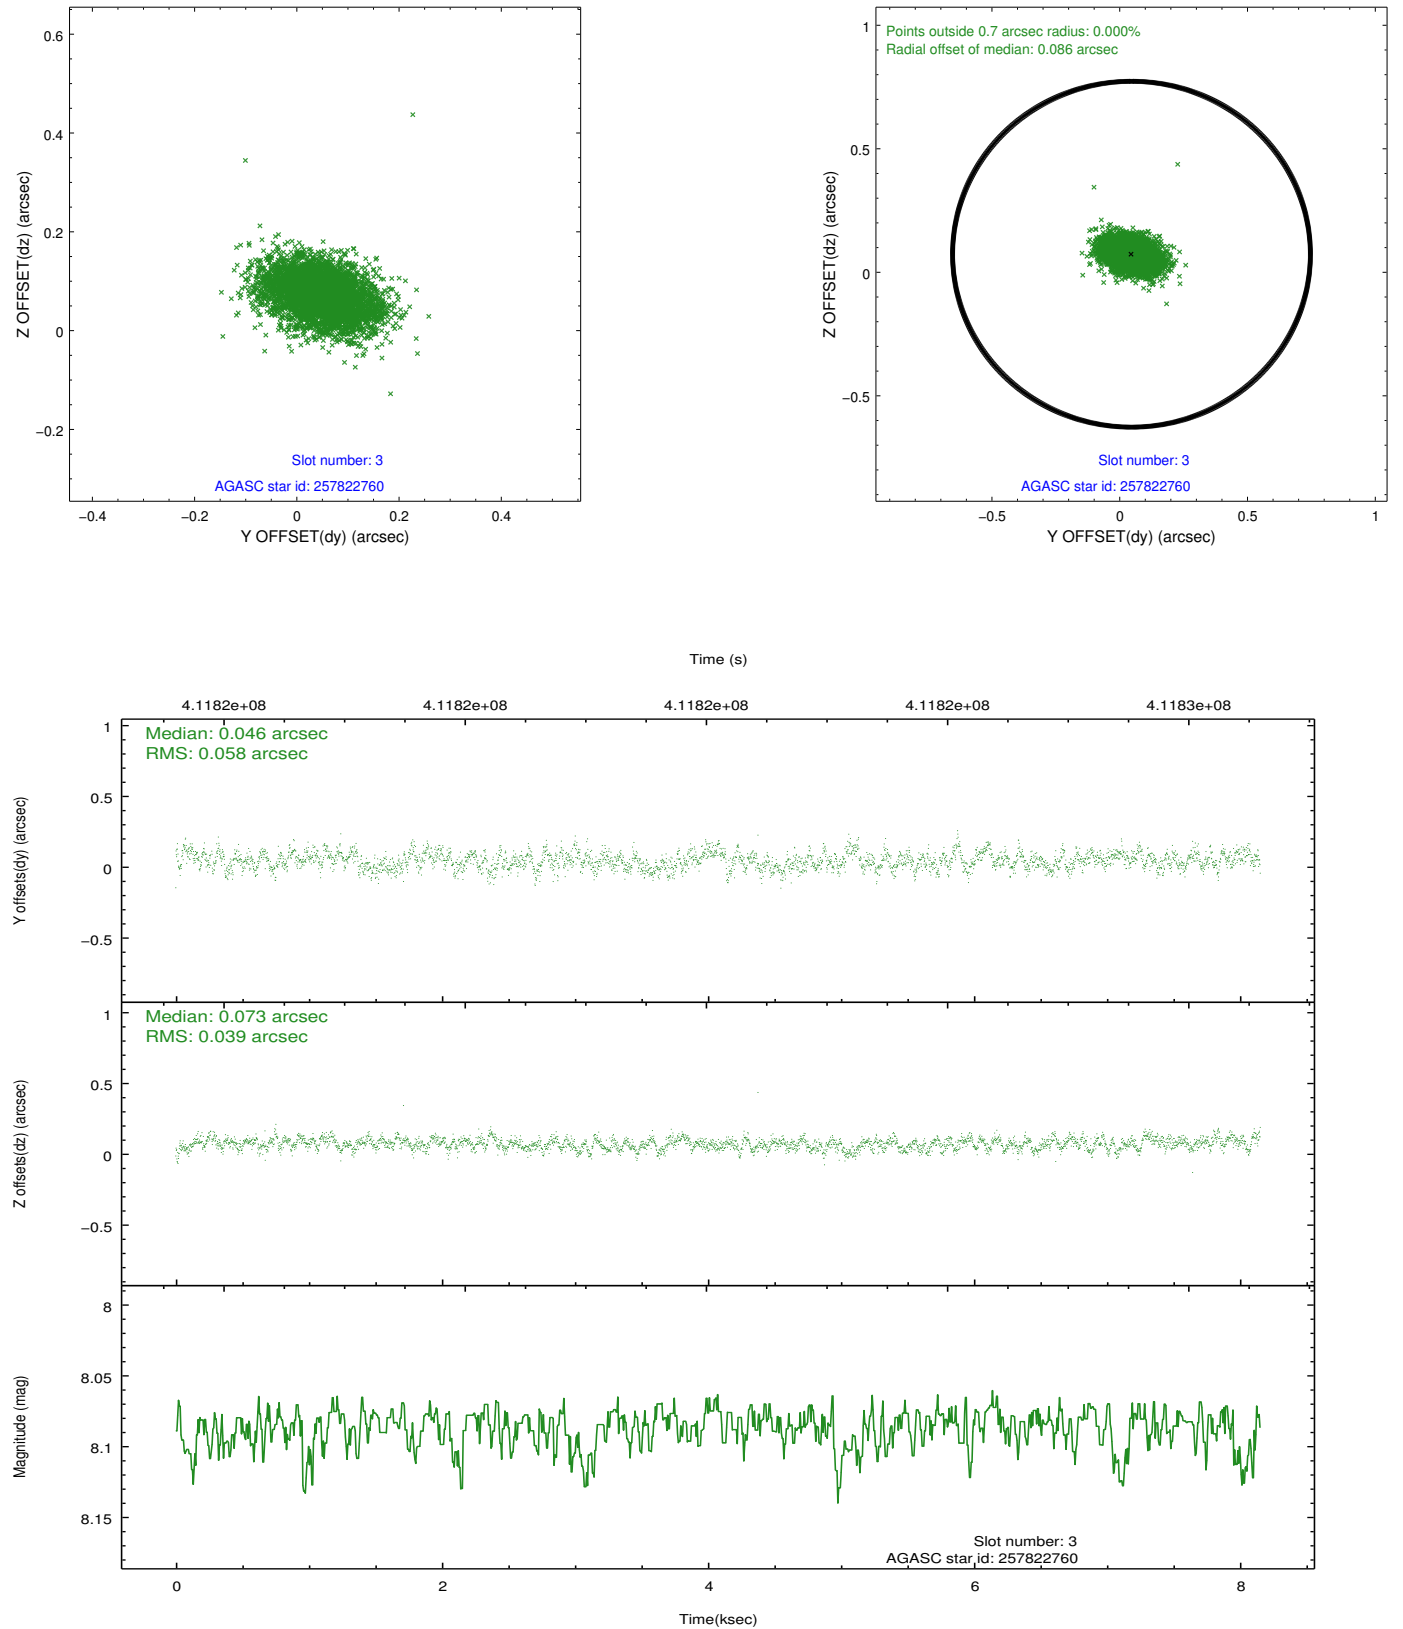 0.6
0.4
0.2
0
−0.2
Z OFFSET(dz) (arcsec)
Slot number: 3
AGASC star id: 257822760
−0.4 −0.2 0 0.2 0.4
Y OFFSET(dy) (arcsec)
Points outside 0.7 arcsec radius: 0.000%
Radial offset of median: 0.086 arcsec
1
0.5
0
−0.5
Z OFFSET(dz) (arcsec)
Slot number: 3
AGASC star id: 257822760
−0.5 0 0.5 1
Y OFFSET(dy) (arcsec)
Time (s)
4.1182e+08 4.1182e+08 4.1182e+08 4.1182e+08 4.1183e+08
Median: 0.046 arcsec
RMS: 0.058 arcsec
1
0.5
0
−0.5
Y offsets(dy) (arcsec)
Median: 0.073 arcsec
RMS: 0.039 arcsec
1
0.5
0
−0.5
Z offsets(dz) (arcsec)
8
8.05
8.1
8.15
Magnitude (mag)
Slot number: 3
AGASC star id: 257822760
0 2 4 6 8
Time(ksec)